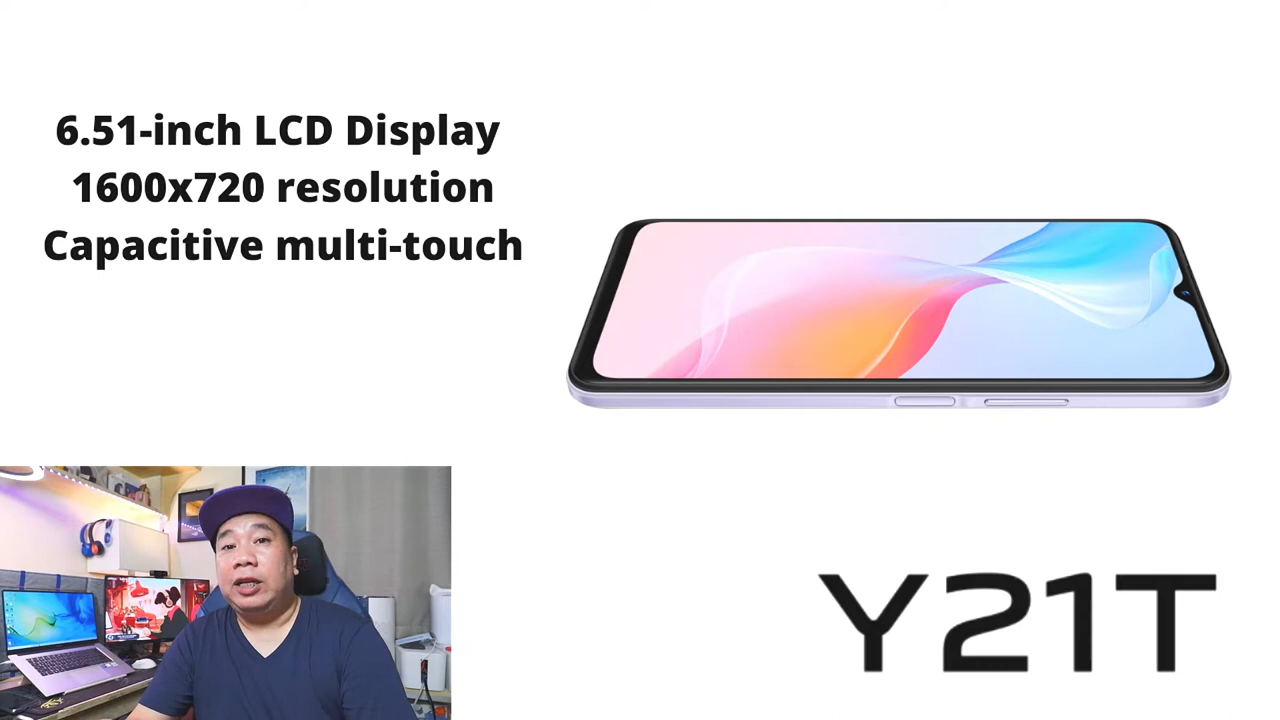 6.51-inch LCD Display
1600x720 resolution
Capacitive multi-touch
Y21T